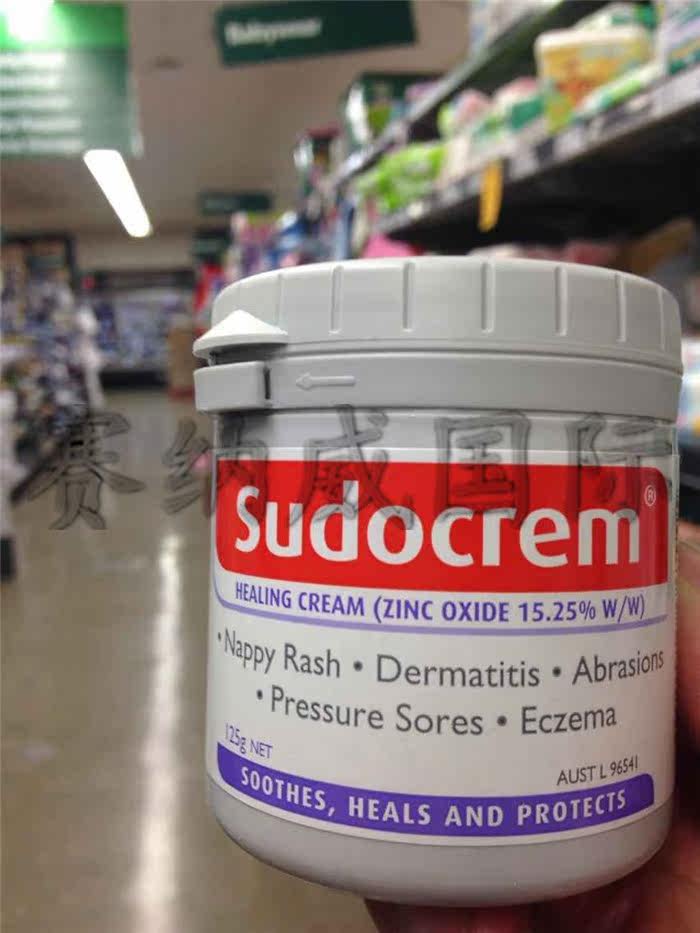 Babywear
赛纳威国际
Sudocrem®
HEALING CREAM (ZINC OXIDE 15.25% W/W)
• Nappy Rash • Dermatitis • Abrasions
• Pressure Sores • Eczema
125g NET
AUST L 96541
SOOTHES, HEALS AND PROTECTS